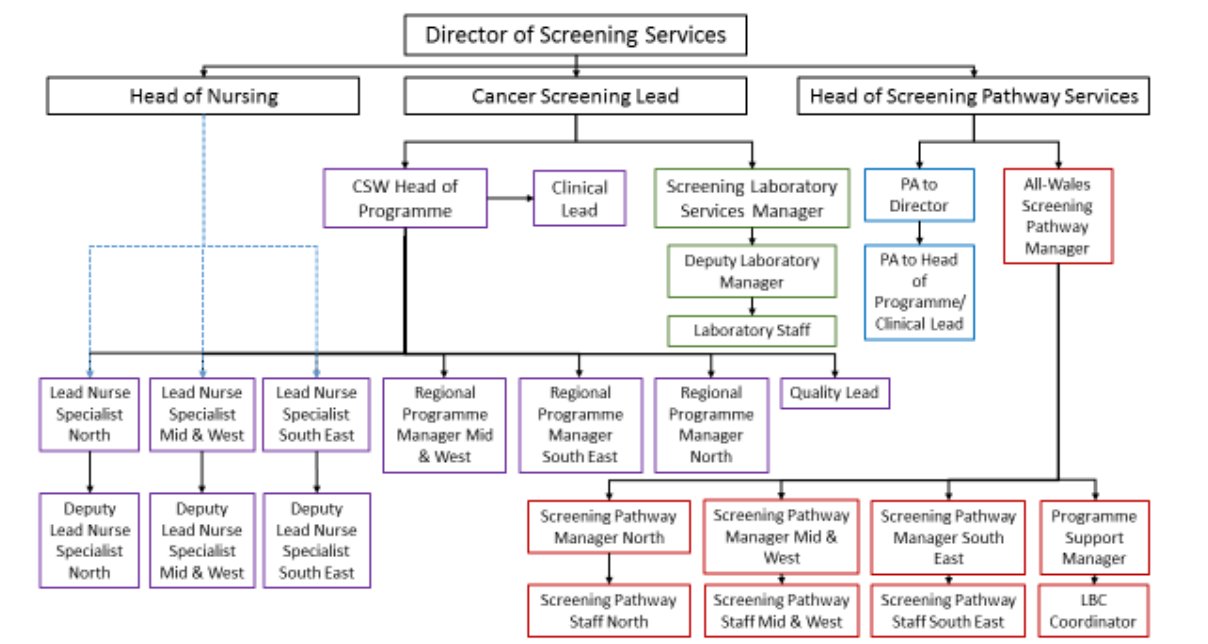 Director of Screening Services
Head of Nursing
Cancer Screening Lead
Head of Screening Pathway Services
CSW Head of
Programme
Clinical
Lead
Screening Laboratory
Services Manager
PA to
Director
All-Wales
Screening
Pathway
Manager
Deputy Laboratory
Manager
PA to Head
of
Programme/
Clinical Lead
Laboratory Staff
Lead Nurse
Specialist
North
Lead Nurse
Specialist
Mid & West
Lead Nurse
Specialist
South East
Regional
Programme
Manager Mid
& West
Regional
Programme
Manager
South East
Regional
Programme
Manager
North
Quality Lead
Deputy
Lead Nurse
Specialist
North
Deputy
Lead Nurse
Specialist
Mid & West
Deputy
Lead Nurse
Specialist
South East
Screening Pathway
Manager North
Screening Pathway
Manager Mid &
West
Screening Pathway
Manager South
East
Programme
Support
Manager
Screening Pathway
Staff North
Screening Pathway
Staff Mid & West
Screening Pathway
Staff South East
LBC
Coordinator